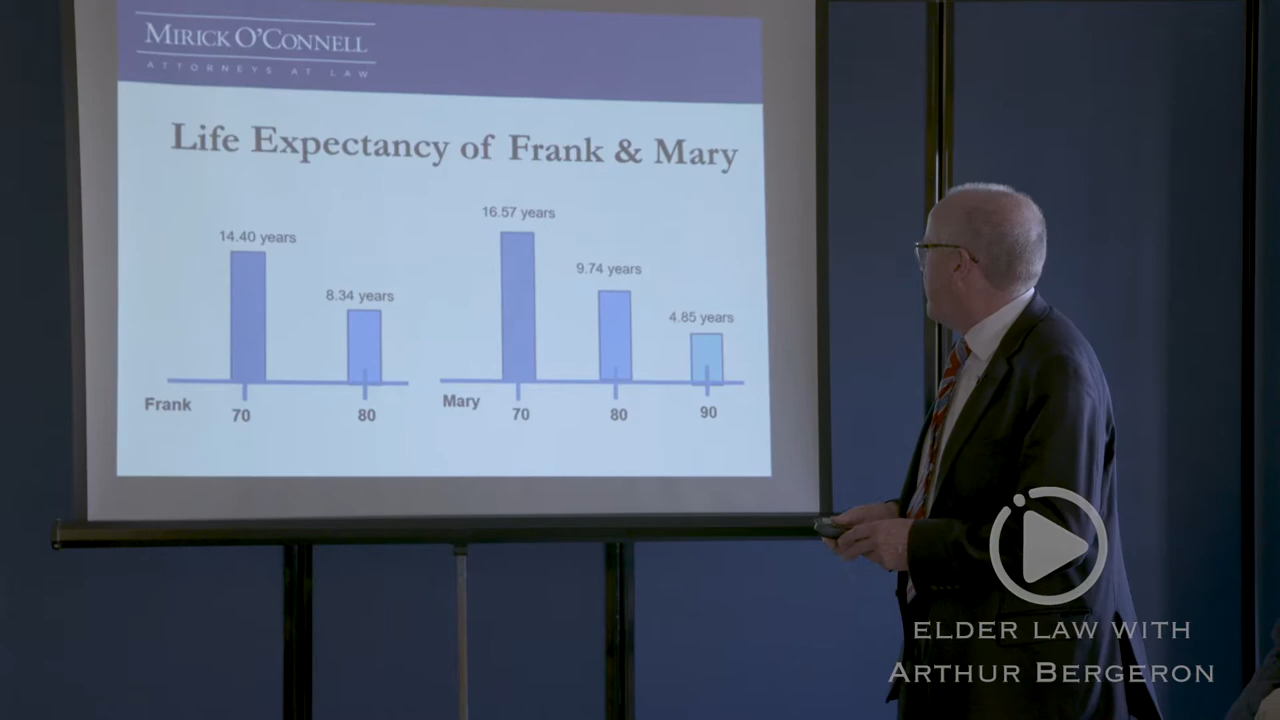 MIRICK O'CONNELL
ATTORNEYS AT LAW
Life Expectancy of Frank & Mary
16.57 years
14.40 years
9.74 years
8.34 years
4.85 years
Frank
70
80
Mary
70
80
90
ELDER LAW WITH
ARTHUR BERGERON